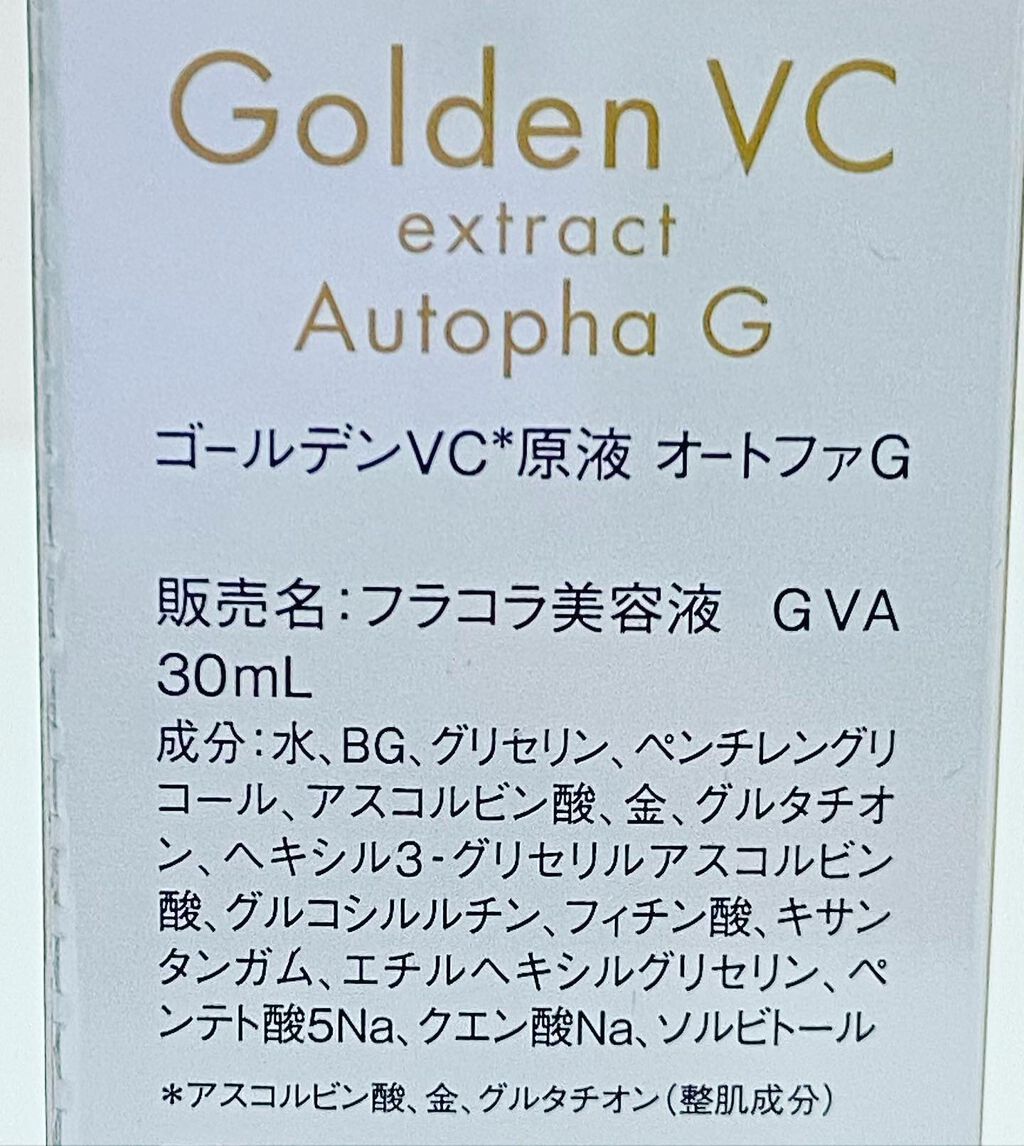 Golden VC
extract
Autopha G
ゴールデンVC*原液 オートファG
販売名:フラコラ美容液 GVA
30mL
成分:水、BG、グリセリン、ペンチレングリ
コール、アスコルビン酸、金、グルタチオ
ン、ヘキシル3-グリセリルアスコルビン
酸、グルコシルルチン、フィチン酸、キサン
タンガム、エチルヘキシルグリセリン、ペ
ンテト酸5Na、クエン酸Na、ソルビトール
*アスコルビン酸、金、グルタチオン(整肌成分)